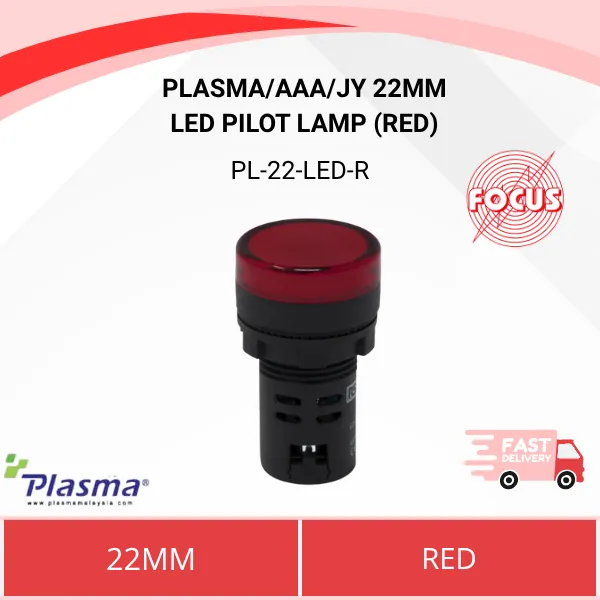 PLASMA/AAA/JY 22MM
LED PILOT LAMP (RED)
PL-22-LED-R
FOCUS
FAST
DELIVERY
Plasma®
www.plasmamalaysia.com
22MM
RED